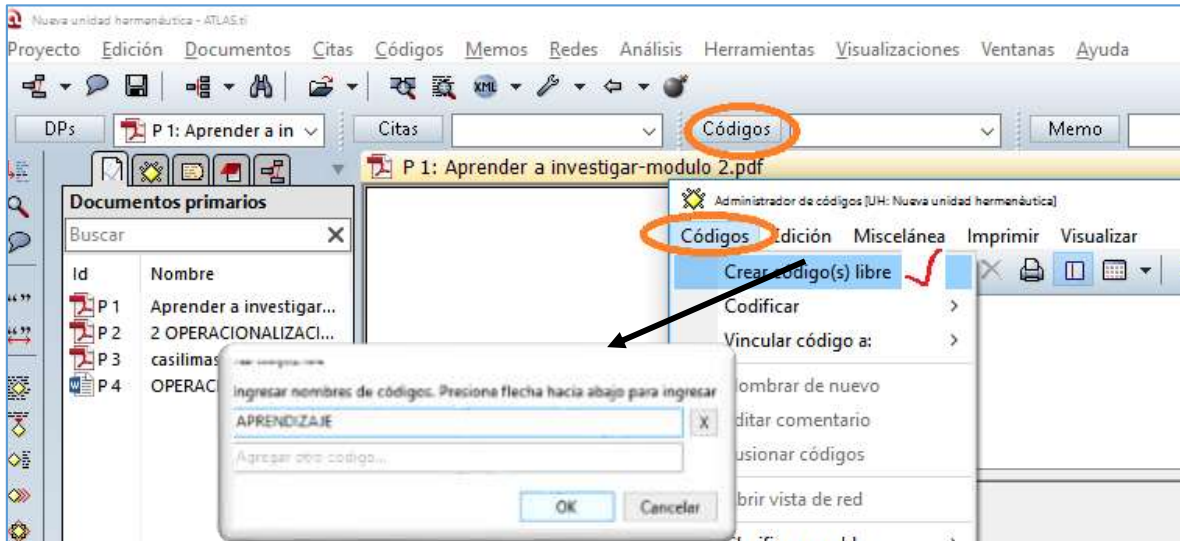 Nueva unidad hermenéutica - ATLAS.ti
Proyecto Edición Documentos Citas Códigos Memos Redes Análisis Herramientas Visualizaciones Ventanas Ayuda
XML
DPs P 1: Aprender a in Citas Códigos Memo
P 1: Aprender a investigar-modulo 2.pdf
Documentos primarios
Buscar
Id Nombre
P 1 Aprender a investigar...
P 2 2 OPERACIONALIZACI...
P 3 casilimas
P 4 OPERAC
Administrador de códigos [UH: Nueva unidad hermenéutica]
Códigos Edición Miscelánea Imprimir Visualizar
Crear código(s) libre
Codificar
Vincular código a:
ombrar de nuevo
ditar comentario
usionar códigos
brir vista de red
Ingresar nombres de códigos. Presione flecha hacia abajo para ingresar
APRENDIZAJE X
Agregar otro codigo...
OK Cancelar